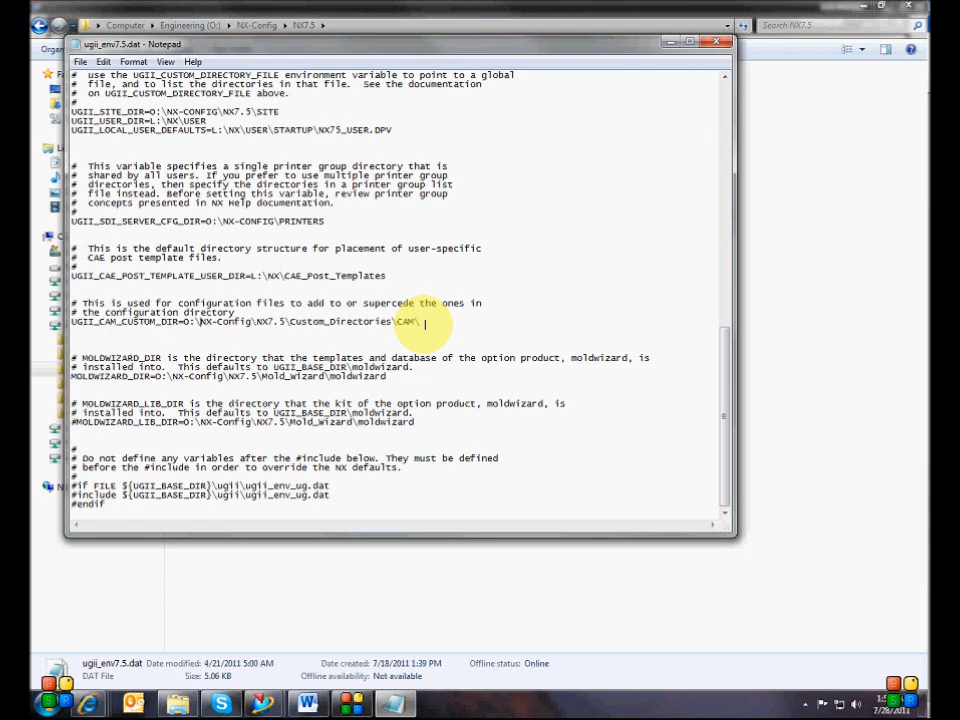 Computer ▸ Engineering (O:) ▸ NX-Config ▸ NX7.5 ▸
Search NX7.5
Organ
ugii_env7.5.dat - Notepad
File Edit Format View Help
#  use the UGII_CUSTOM_DIRECTORY_FILE environment variable to point to a global
#  file, and to list the directories in that file.  See the documentation
#  on UGII_CUSTOM_DIRECTORY_FILE above.
#
UGII_SITE_DIR=O:\NX-CONFIG\NX7.5\SITE
UGII_USER_DIR=L:\NX\USER
UGII_LOCAL_USER_DEFAULTS=L:\NX\USER\STARTUP\NX75_USER.DPV
#  This variable specifies a single printer group directory that is
#  shared by all users. If you prefer to use multiple printer group
#  directories, then specify the directories in a printer group list
#  file instead. Before setting this variable, review printer group
#  concepts presented in NX Help documentation.
#
UGII_SDI_SERVER_CFG_DIR=O:\NX-CONFIG\PRINTERS
#  This is the default directory structure for placement of user-specific
#  CAE post template files.
#
UGII_CAE_POST_TEMPLATE_USER_DIR=L:\NX\CAE_Post_Templates
# This is used for configuration files to add to or supercede the ones in
# the configuration directory
UGII_CAM_CUSTOM_DIR=O:\NX-Config\NX7.5\Custom_Directories\CAM\
# MOLDWIZARD_DIR is the directory that the templates and database of the option product, moldwizard, is
# installed into.  This defaults to UGII_BASE_DIR\moldwizard.
MOLDWIZARD_DIR=O:\NX-Config\NX7.5\Mold_Wizard\moldwizard
# MOLDWIZARD_LIB_DIR is the directory that the kit of the option product, moldwizard, is
# installed into.  This defaults to UGII_BASE_DIR\moldwizard.
#MOLDWIZARD_LIB_DIR=O:\NX-Config\NX7.5\Mold_Wizard\moldwizard
#
# Do not define any variables after the #include below. They must be defined
# before the #include in order to override the NX defaults.
#
#if FILE ${UGII_BASE_DIR}\ugii\ugii_env_ug.dat
#include ${UGII_BASE_DIR}\ugii\ugii_env_ug.dat
#endif
ugii_env7.5.dat Date modified: 4/21/2011 5:00 AM Date created: 7/18/2011 1:39 PM Offline status: Online
DAT File Size: 5.06 KB Offline availability: Not available
7/28/2011